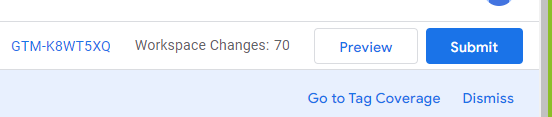 GTM-K8WT5XQ Workspace Changes: 70 Preview Submit
Go to Tag Coverage Dismiss